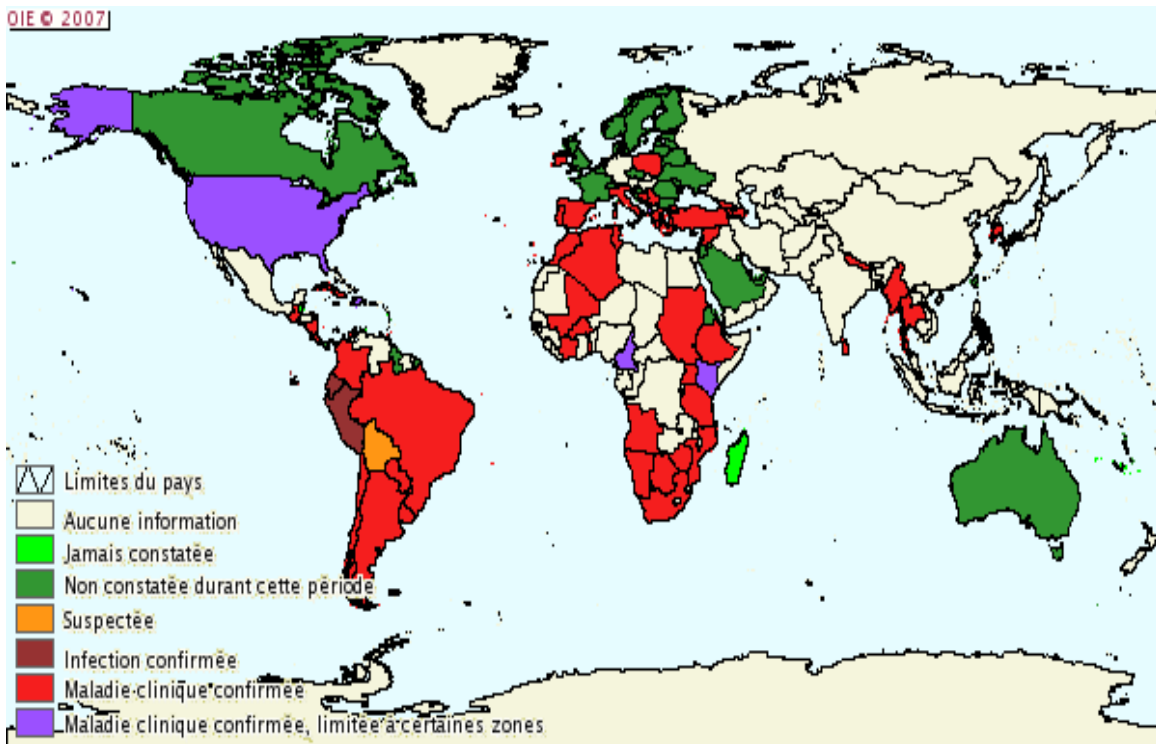 OIE © 2007
Limites du pays
Aucune information
Jamais constatée
Non constatée durant cette période
Suspectée
Infection confirmée
Maladie clinique confirmée
Maladie clinique confirmée, limitée à certaines zones